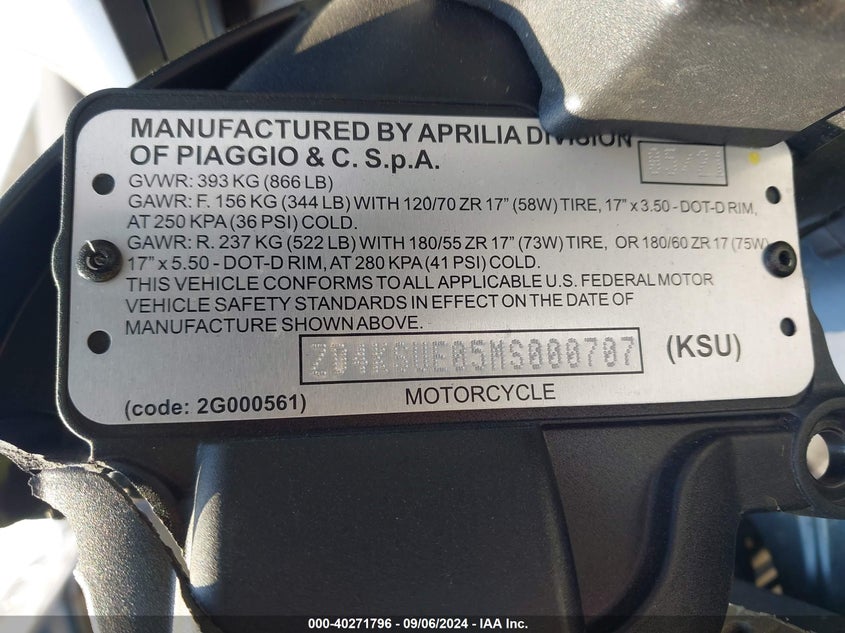 MANUFACTURED BY APRILIA DIVISION
OF PIAGGIO & C. S.p.A.
GVWR: 393 KG (866 LB)
GAWR: F. 156 KG (344 LB) WITH 120/70 ZR 17" (58W) TIRE, 17" x 3.50 - DOT-D RIM,
AT 250 KPA (36 PSI) COLD.
GAWR: R. 237 KG (522 LB) WITH 180/55 ZR 17" (73W) TIRE, OR 180/60 ZR 17 (75W)
17" x 5.50 - DOT-D RIM, AT 280 KPA (41 PSI) COLD.
THIS VEHICLE CONFORMS TO ALL APPLICABLE U.S. FEDERAL MOTOR
VEHICLE SAFETY STANDARDS IN EFFECT ON THE DATE OF
MANUFACTURE SHOWN ABOVE.
ZD4KSUE05MS000707 (KSU)
(code: 2G000561) MOTORCYCLE
000-40271796 - 09/06/2024 - IAA Inc.